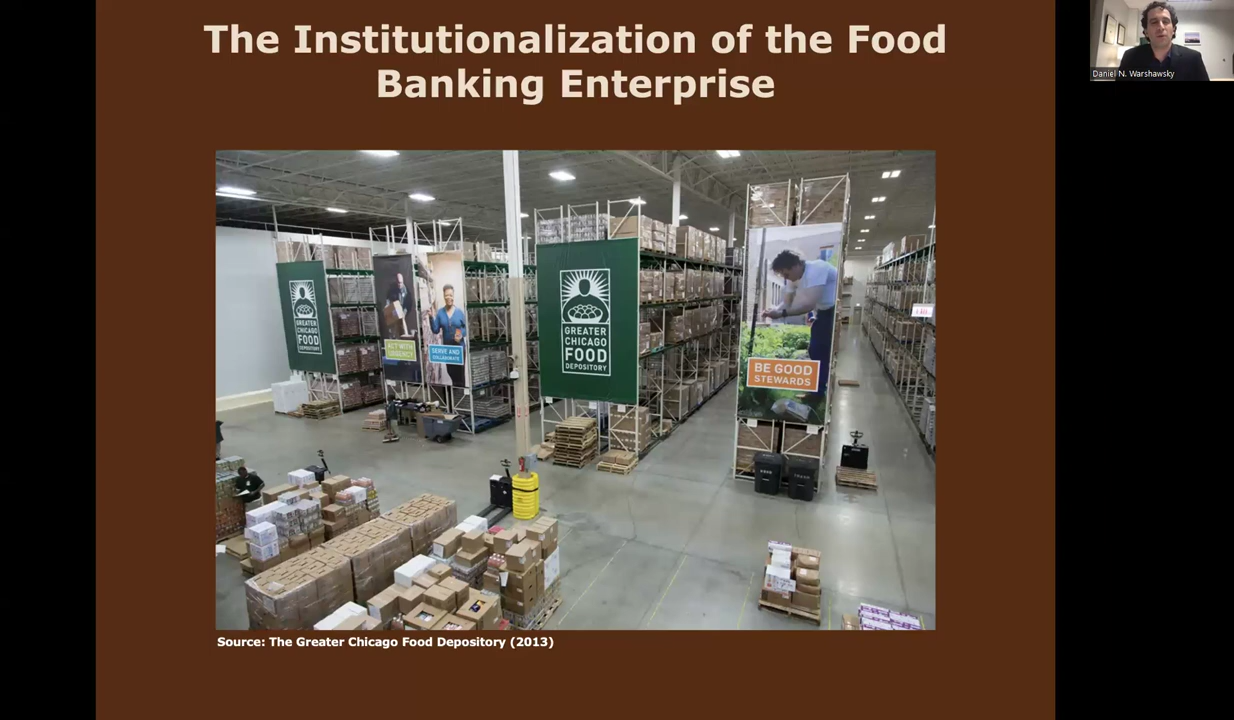 The Institutionalization of the Food
Banking Enterprise
Daniel N. Warshawsky
GREATER
CHICAGO
FOOD
DEPOSITORY
ACT WITH
URGENCY
SERVE AND
COLLABORATE
GREATER
CHICAGO
FOOD
DEPOSITORY
BE GOOD
STEWARDS
Source: The Greater Chicago Food Depository (2013)